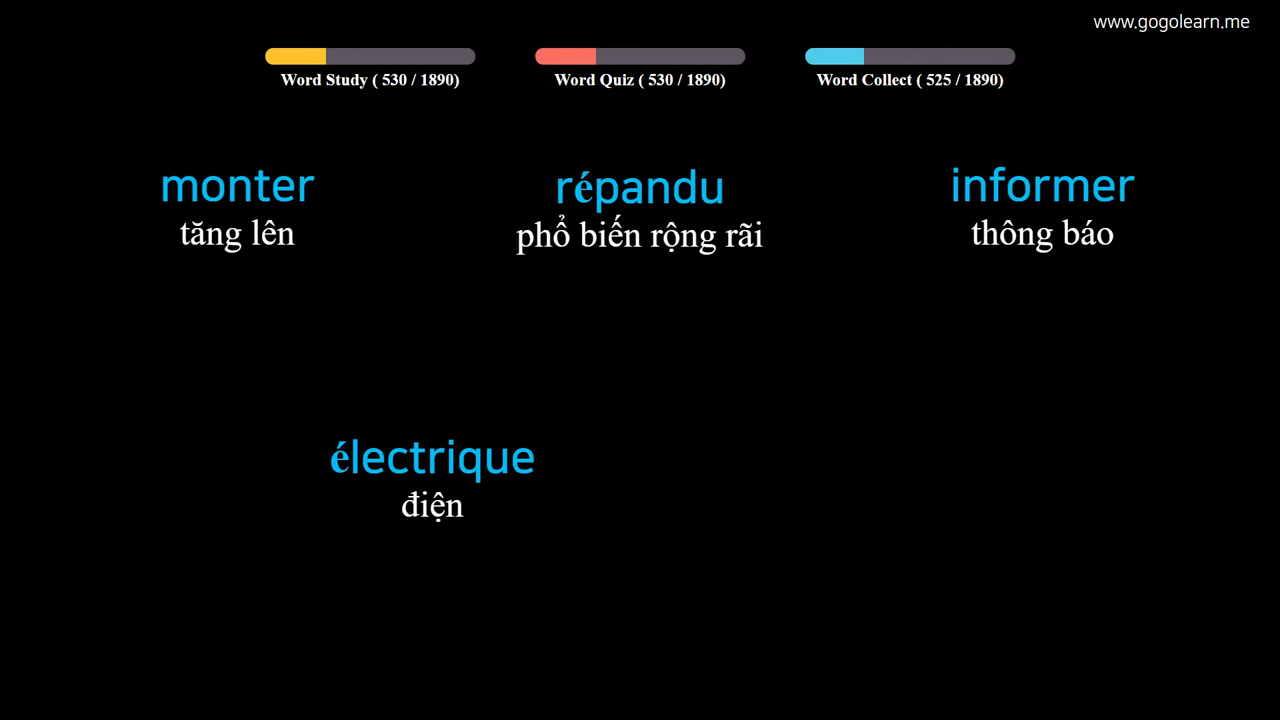 www.gogolearn.me
Word Study ( 530 / 1890)
Word Quiz ( 530 / 1890)
Word Collect ( 525 / 1890)
monter
tăng lên
répandu
phổ biến rộng rãi
informer
thông báo
électrique
điện